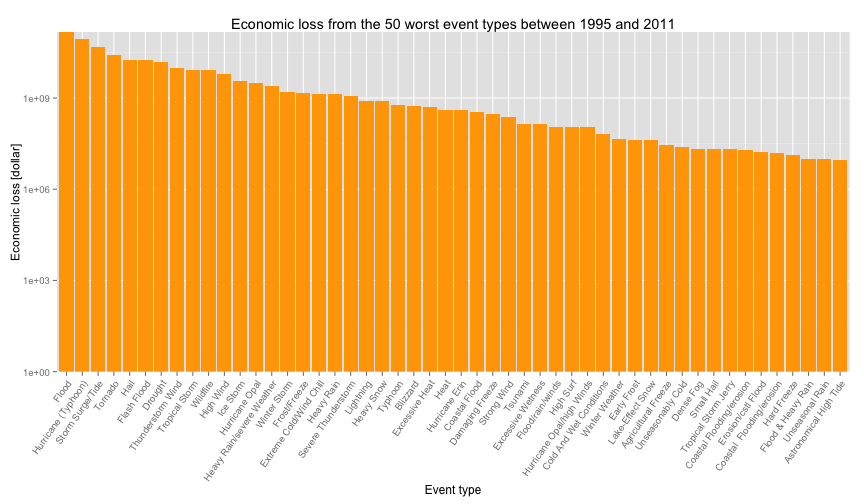 Economic loss from the 50 worst event types between 1995 and 2011
Economic loss [dollar]
1e+09
1e+06
1e+03
1e+00
Flood
Hurricane (Typhoon)
Storm Surge/Tide
Tornado
Hail
Flash Flood
Drought
Thunderstorm Wind
Tropical Storm
Wildfire
High Wind
Ice Storm
Hurricane Opal
Heavy Rain/severe Weather
Winter Storm
Frost/Freeze
Extreme Cold/Wind Chill
Heavy Rain
Severe Thunderstorm
Lightning
Heavy Snow
Typhoon
Blizzard
Excessive Heat
Heat
Hurricane Erin
Coastal Flood
Damaging Freeze
Strong Wind
Tsunami
Excessive Wetness
Flood/rain/winds
High Surf
Hurricane Opal/high Winds
Cold And Wet Conditions
Winter Weather
Early Frost
Lake-Effect Snow
Agricultural Freeze
Unseasonably Cold
Dense Fog
Small Hail
Tropical Storm Jerry
Coastal Flooding/erosion
Erosion/cstl Flood
Coastal  Flooding/erosion
Hard Freeze
Flood & Heavy Rain
Unseasonal Rain
Astronomical High Tide
Event type